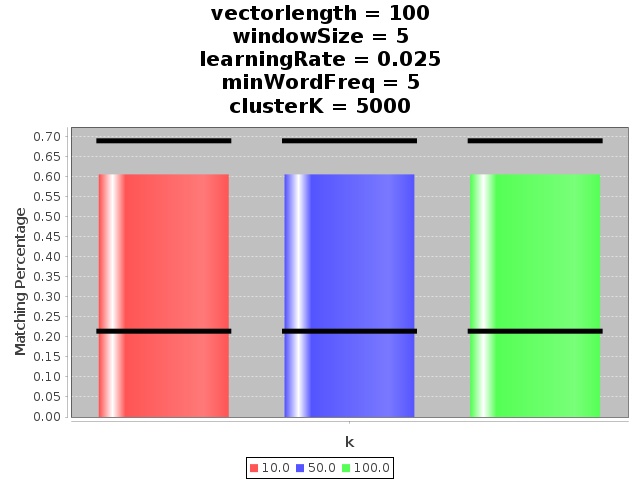 vectorlength = 100
windowSize = 5
learningRate = 0.025
minWordFreq = 5
clusterK = 5000
Matching Percentage
0.70
0.65
0.60
0.55
0.50
0.45
0.40
0.35
0.30
0.25
0.20
0.15
0.10
0.05
0.00
k
10.0 50.0 100.0